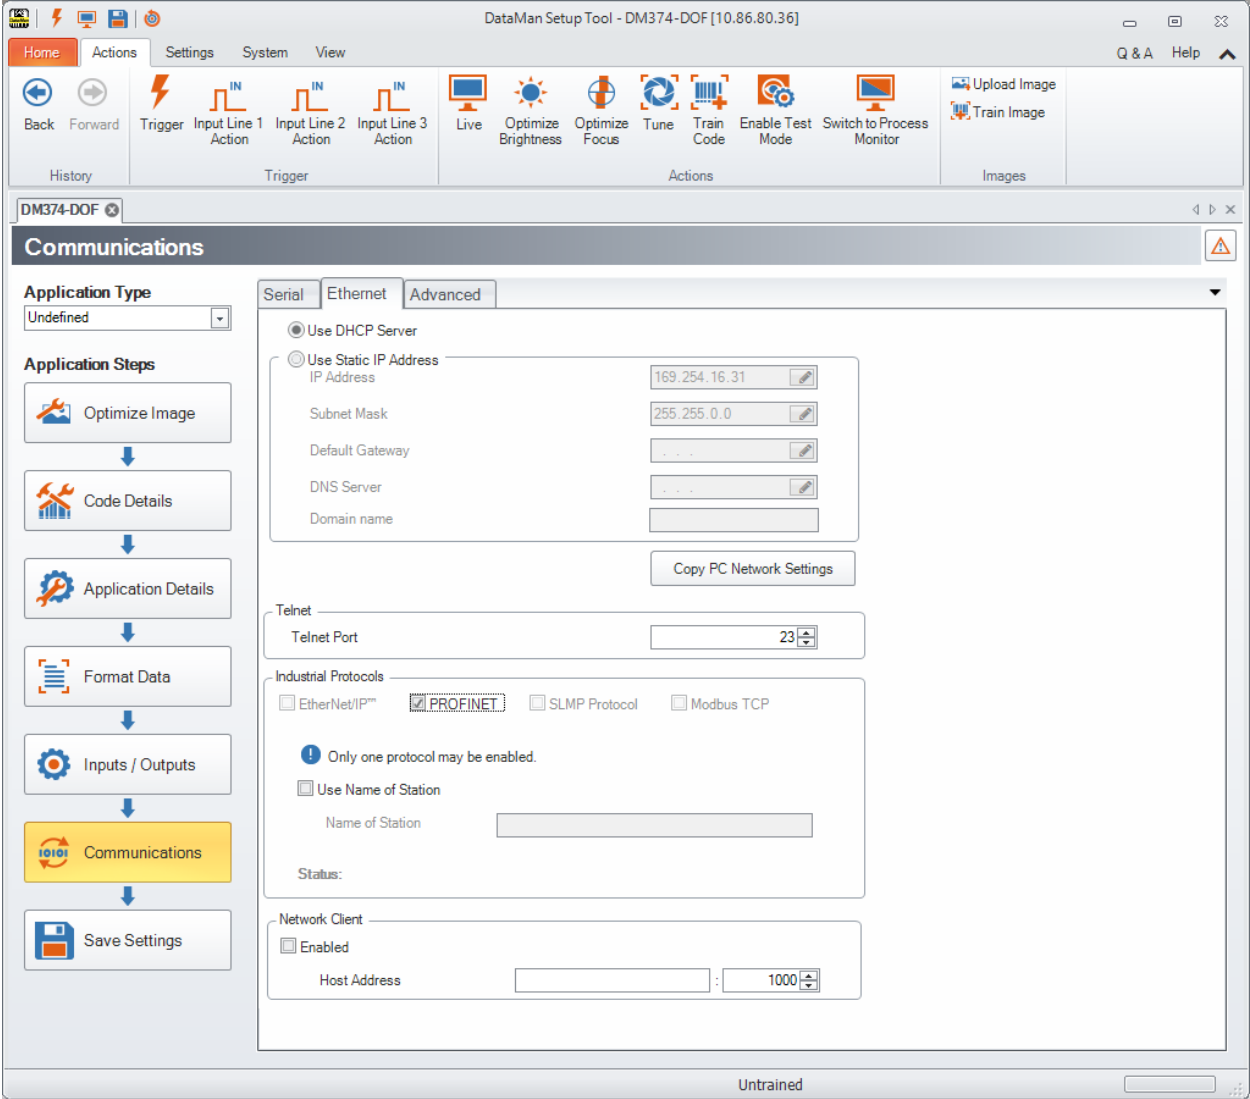 DataMan Setup Tool - DM374-DOF [10.86.80.36]
Home Actions Settings System View Q & A Help
Back Forward Trigger Input Line 1 Action Input Line 2 Action Input Line 3 Action Live Optimize Brightness Optimize Focus Tune Train Code Enable Test Mode Switch to Process Monitor
Upload Image
Train Image
History Trigger Actions Images
DM374-DOF
Communications
Application Type
Undefined
Application Steps
Optimize Image
Code Details
Application Details
Format Data
Inputs / Outputs
Communications
Save Settings
Serial Ethernet Advanced
Use DHCP Server
Use Static IP Address
IP Address 169.254.16.31
Subnet Mask 255.255.0.0
Default Gateway . . .
DNS Server . . .
Domain name
Copy PC Network Settings
Telnet
Telnet Port 23
Industrial Protocols
EtherNet/IP™ PROFINET SLMP Protocol Modbus TCP
Only one protocol may be enabled.
Use Name of Station
Name of Station
Status:
Network Client
Enabled
Host Address : 1000
Untrained